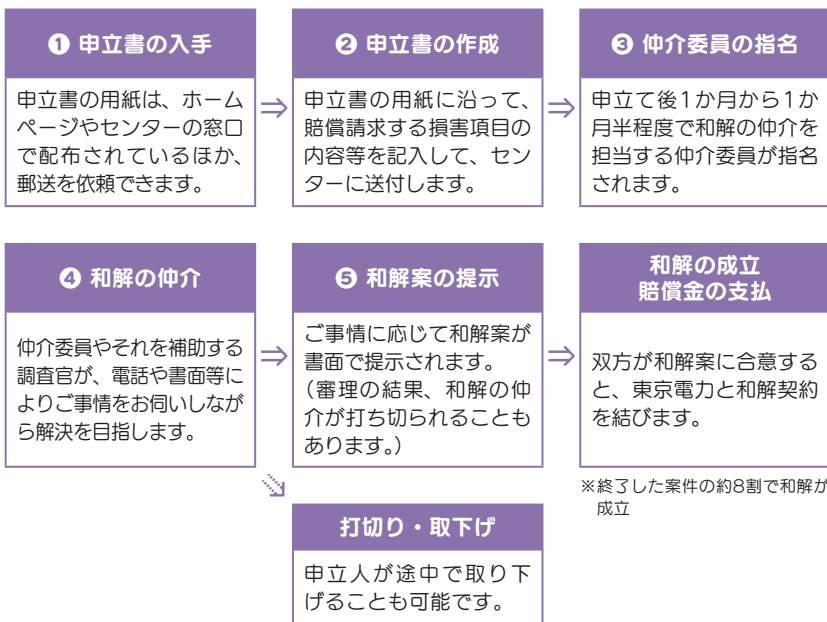 ❶ 申立書の入手
申立書の用紙は、ホーム
ページやセンターの窓口
で配布されているほか、
郵送を依頼できます。
⇒
❷ 申立書の作成
申立書の用紙に沿って、
賠償請求する損害項目の
内容等を記入して、セン
ターに送付します。
⇒
❸ 仲介委員の指名
申立て後1か月から1か
月半程度で和解の仲介を
担当する仲介委員が指名
されます。
❹ 和解の仲介
仲介委員やそれを補助する
調査官が、電話や書面等に
よりご事情をお伺いしなが
ら解決を目指します。
⇒
❺ 和解案の提示
ご事情に応じて和解案が
書面で提示されます。
（審理の結果、和解の仲
介が打ち切られることも
あります。）
⇒
和解の成立
賠償金の支払
双方が和解案に合意する
と、東京電力と和解契約
を結びます。
※終了した案件の約8割で和解が
成立
打切り・取下げ
申立人が途中で取り下
げることも可能です。